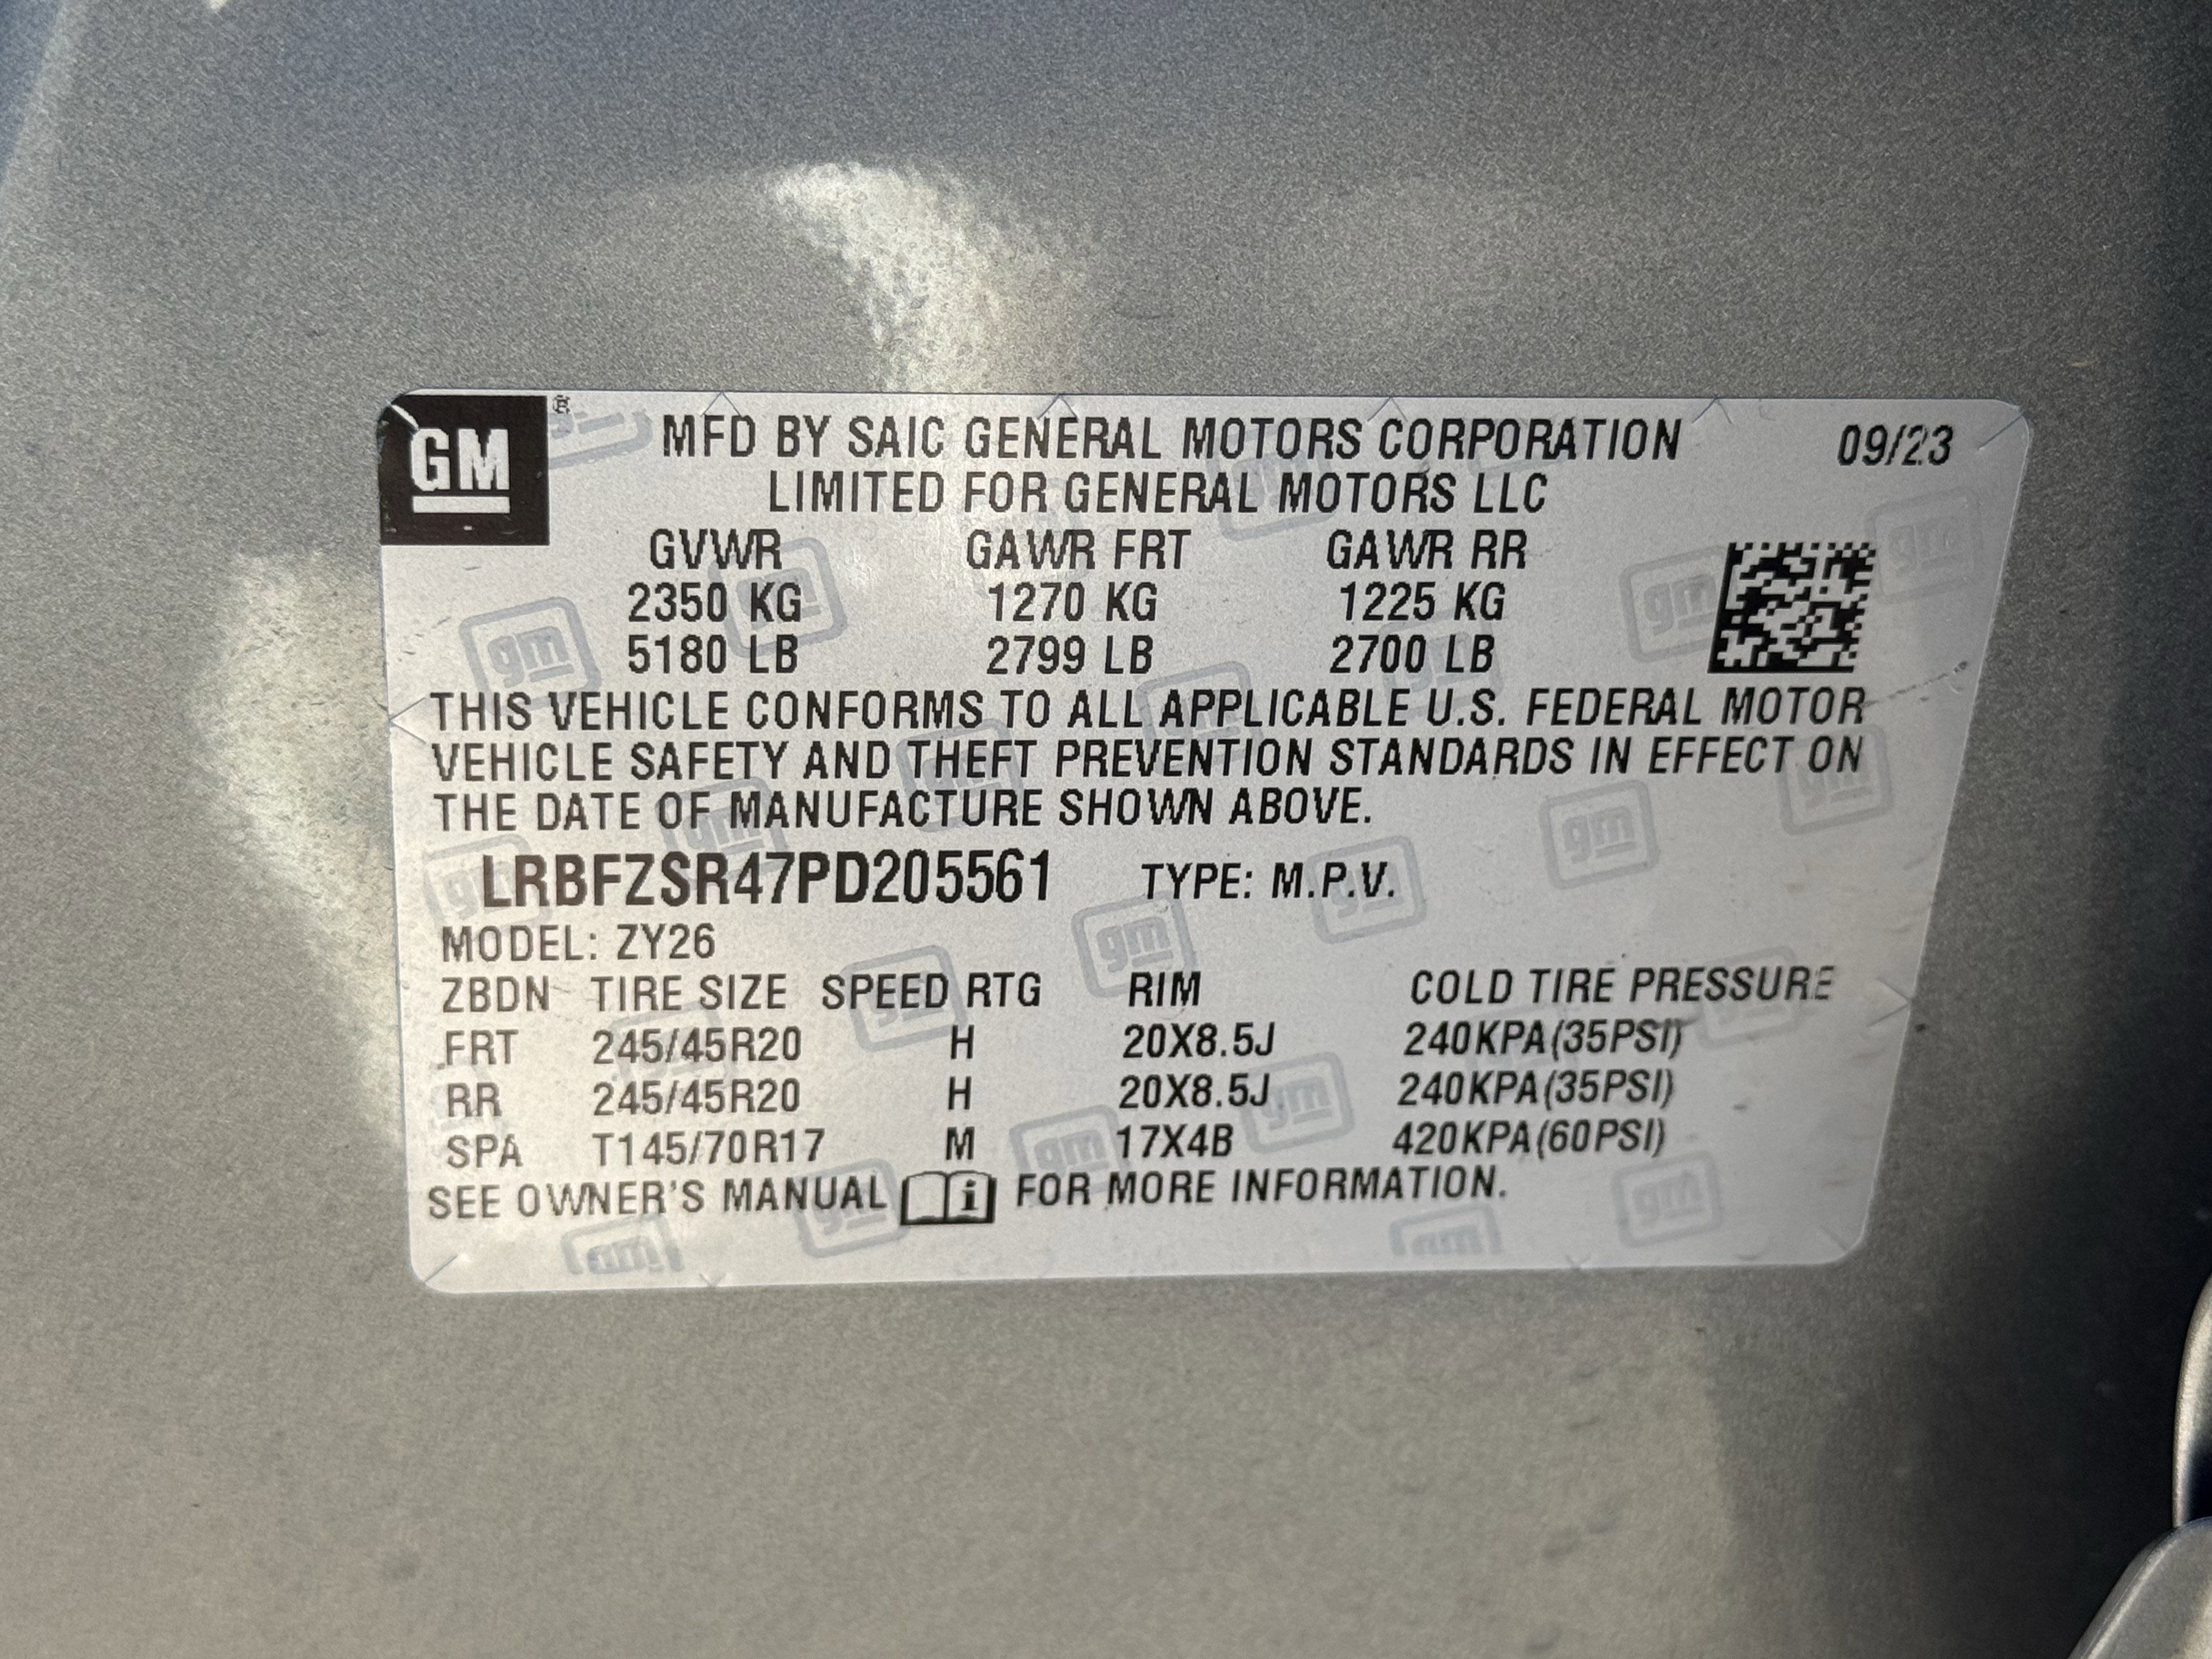 GM ®
MFD BY SAIC GENERAL MOTORS CORPORATION 09/23
LIMITED FOR GENERAL MOTORS LLC
GVWR GAWR FRT GAWR RR
2350 KG 1270 KG 1225 KG
5180 LB 2799 LB 2700 LB
THIS VEHICLE CONFORMS TO ALL APPLICABLE U.S. FEDERAL MOTOR
VEHICLE SAFETY AND THEFT PREVENTION STANDARDS IN EFFECT ON
THE DATE OF MANUFACTURE SHOWN ABOVE.
LRBFZSR47PD205561 TYPE: M.P.V.
MODEL: ZY26
ZBDN TIRE SIZE SPEED RTG RIM COLD TIRE PRESSURE
FRT 245/45R20 H 20X8.5J 240KPA(35PSI)
RR 245/45R20 H 20X8.5J 240KPA(35PSI)
SPA T145/70R17 M 17X4B 420KPA(60PSI)
SEE OWNER'S MANUAL i FOR MORE INFORMATION.